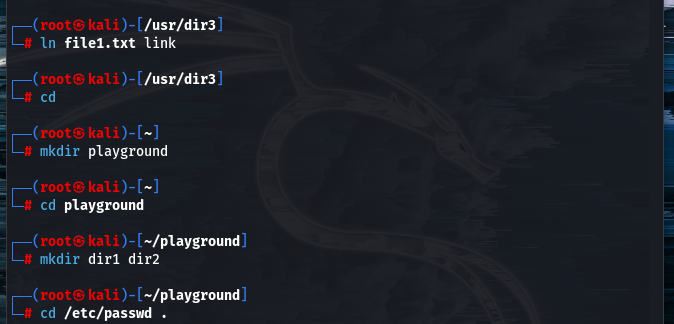 ┌──(root㉿kali)-[/usr/dir3]
└─# ln file1.txt link
┌──(root㉿kali)-[/usr/dir3]
└─# cd
┌──(root㉿kali)-[~]
└─# mkdir playground
┌──(root㉿kali)-[~]
└─# cd playground
┌──(root㉿kali)-[~/playground]
└─# mkdir dir1 dir2
┌──(root㉿kali)-[~/playground]
└─# cd /etc/passwd .